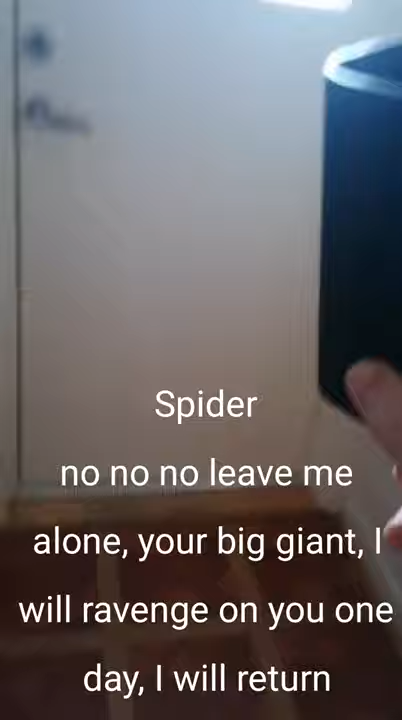 Spider
no no no leave me
alone, your big giant, I
will ravenge on you one
day, I will return